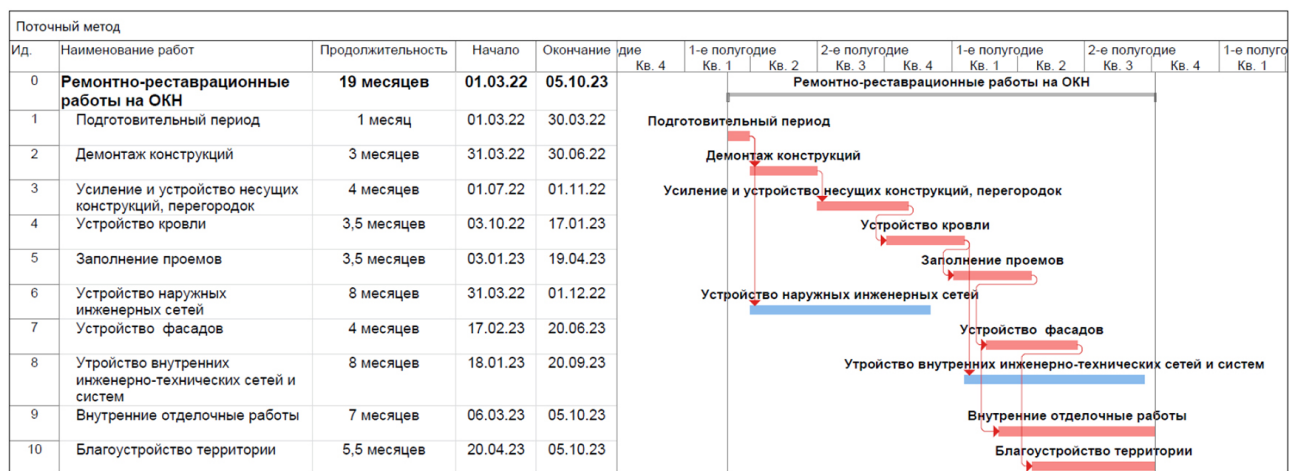 Поточный метод
Ид. Наименование работ Продолжительность Начало Окончание дие 1-е полугодие 2-е полугодие 1-е полугодие 2-е полугодие 1-е полуго
Кв. 4 Кв. 1 Кв. 2 Кв. 3 Кв. 4 Кв. 1 Кв. 2 Кв. 3 Кв. 4 Кв. 1
0 Ремонтно-реставрационные 19 месяцев 01.03.22 05.10.23 Ремонтно-реставрационные работы на ОКН
работы на ОКН
1 Подготовительный период 1 месяц 01.03.22 30.03.22 Подготовительный период
2 Демонтаж конструкций 3 месяцев 31.03.22 30.06.22 Демонтаж конструкций
3 Усиление и устройство несущих 4 месяцев 01.07.22 01.11.22 Усиление и устройство несущих конструкций, перегородок
конструкций, перегородок
4 Устройство кровли 3,5 месяцев 03.10.22 17.01.23 Устройство кровли
5 Заполнение проемов 3,5 месяцев 03.01.23 19.04.23 Заполнение проемов
6 Устройство наружных 8 месяцев 31.03.22 01.12.22 Устройство наружных инженерных сетей
инженерных сетей
7 Устройство фасадов 4 месяцев 17.02.23 20.06.23 Устройство фасадов
8 Утройство внутренних 8 месяцев 18.01.23 20.09.23 Утройство внутренних инженерно-технических сетей и систем
инженерно-технических сетей и
систем
9 Внутренние отделочные работы 7 месяцев 06.03.23 05.10.23 Внутренние отделочные работы
10 Благоустройство территории 5,5 месяцев 20.04.23 05.10.23 Благоустройство территории